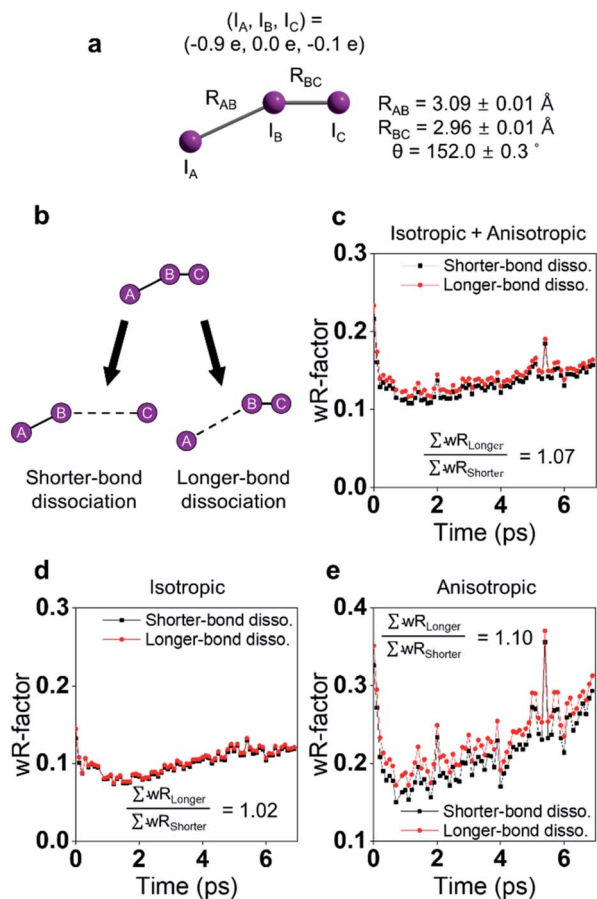 a
(I_A, I_B, I_C) =
(-0.9 e, 0.0 e, -0.1 e)
R_AB
R_BC
I_A
I_B
I_C
R_AB = 3.09 ± 0.01 Å
R_BC = 2.96 ± 0.01 Å
θ = 152.0 ± 0.3 °
b
A B C
A B C
A B C
Shorter-bond
dissociation
Longer-bond
dissociation
c
Isotropic + Anisotropic
0.3
0.2
0.1
0.0
wR-factor
Shorter-bond disso.
Longer-bond disso.
∑wR_Longer
∑wR_Shorter
= 1.07
0 2 4 6
Time (ps)
d
Isotropic
0.3
0.2
0.1
0.0
wR-factor
Shorter-bond disso.
Longer-bond disso.
∑wR_Longer
∑wR_Shorter
= 1.02
0 2 4 6
Time (ps)
e
Anisotropic
0.4
0.3
0.2
0.1
wR-factor
∑wR_Longer
∑wR_Shorter
= 1.10
Shorter-bond disso.
Longer-bond disso.
0 2 4 6
Time (ps)